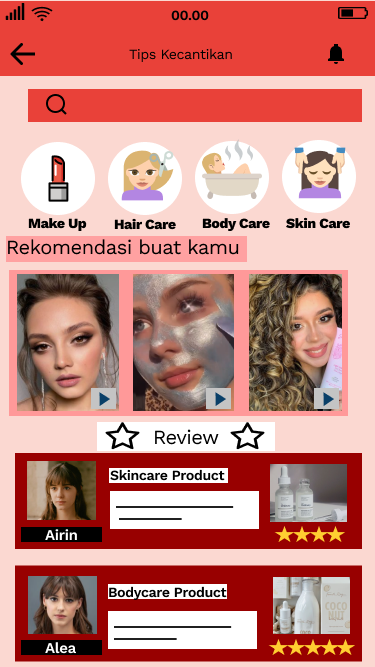 00.00
Tips Kecantikan
Make Up
Hair Care
Body Care
Skin Care
Rekomendasi buat kamu
Review
Skincare Product
Airin
Bodycare Product
Alea